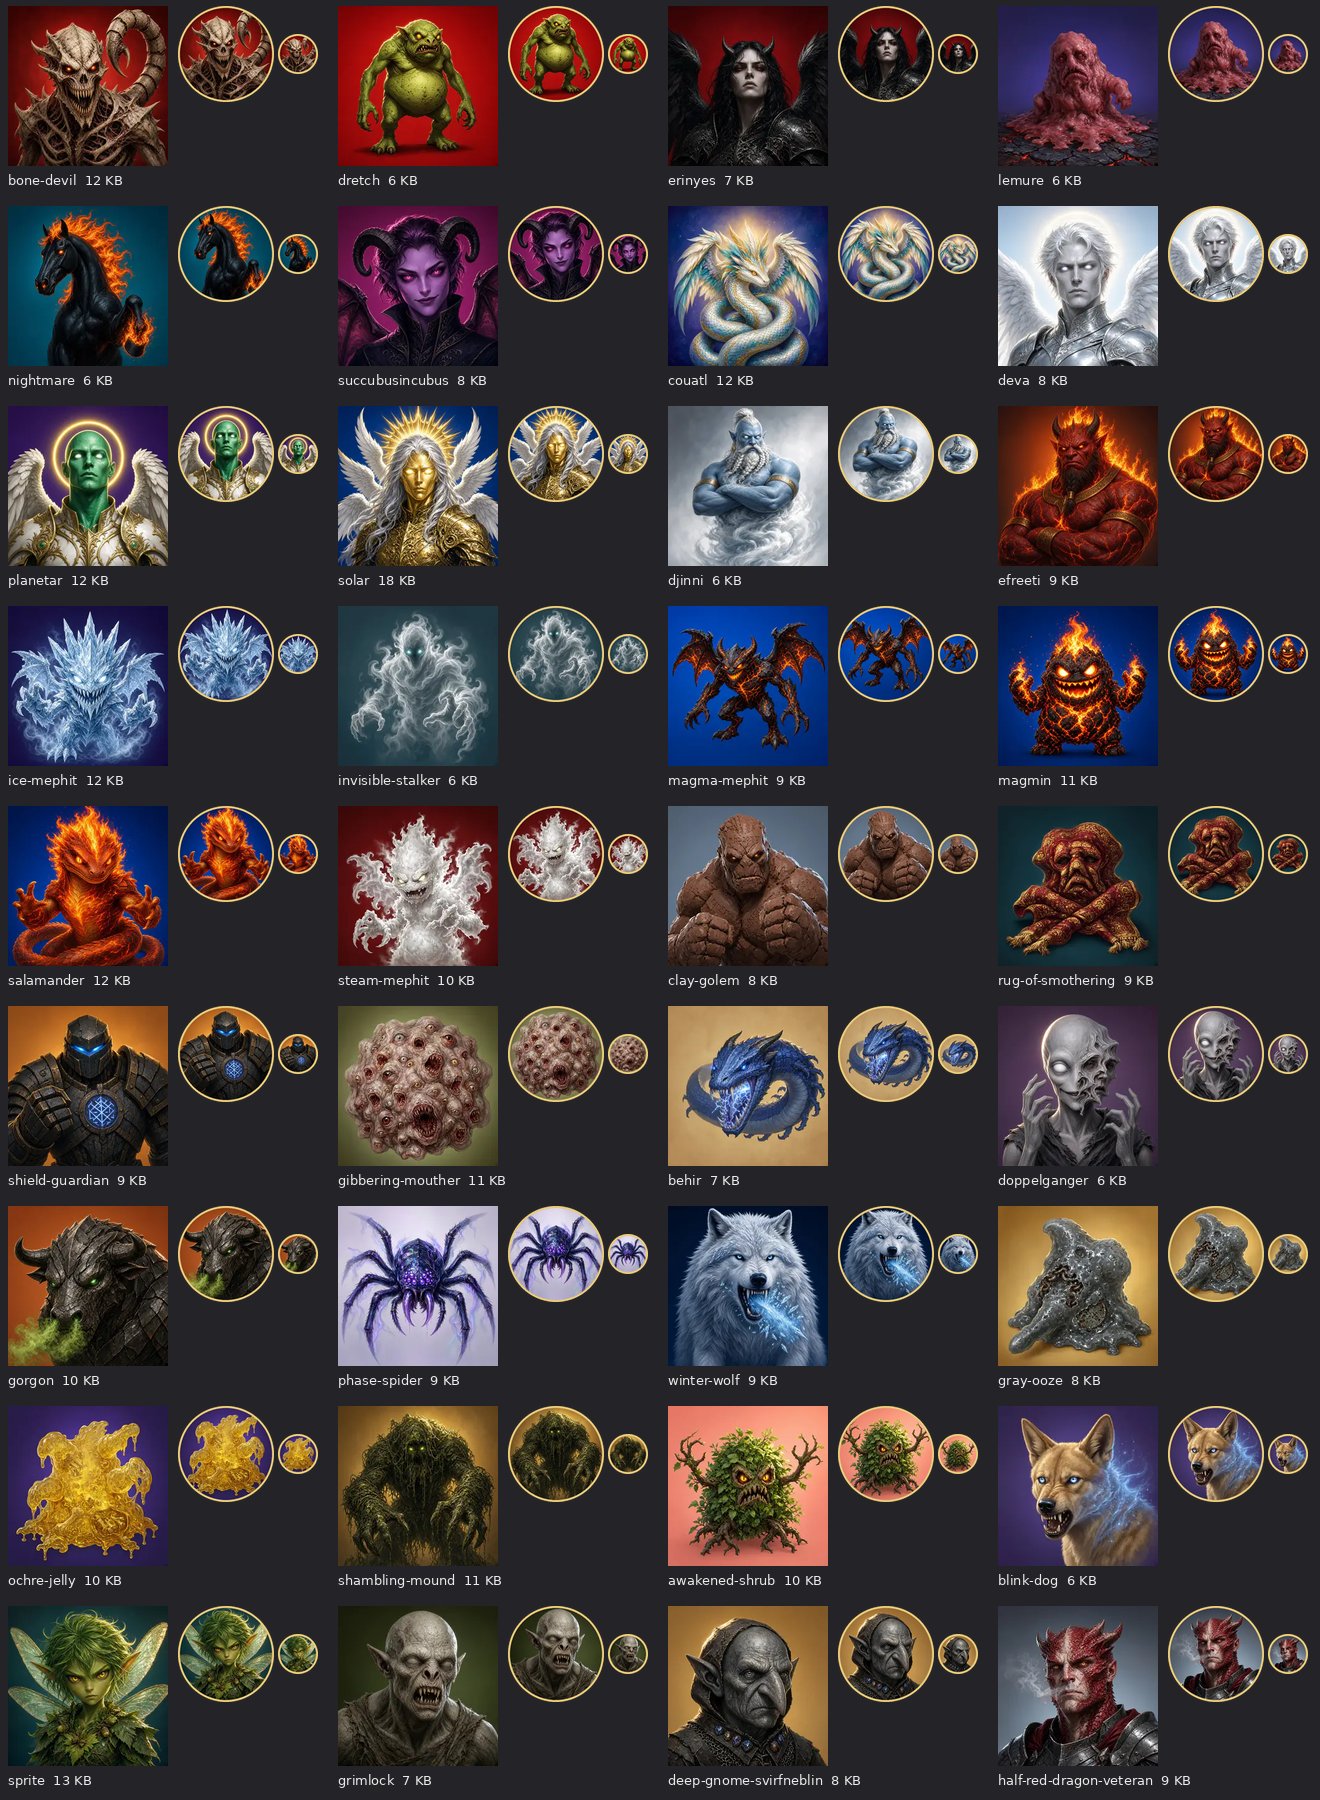 bone-devil 12 KB
dretch 6 KB
erinyes 7 KB
lemure 6 KB
nightmare 6 KB
succubusincubus 8 KB
couatl 12 KB
deva 8 KB
planetar 12 KB
solar 18 KB
djinni 6 KB
efreeti 9 KB
ice-mephit 12 KB
invisible-stalker 6 KB
magma-mephit 9 KB
magmin 11 KB
salamander 12 KB
steam-mephit 10 KB
clay-golem 8 KB
rug-of-smothering 9 KB
shield-guardian 9 KB
gibbering-mouther 11 KB
behir 7 KB
doppelganger 6 KB
gorgon 10 KB
phase-spider 9 KB
winter-wolf 9 KB
gray-ooze 8 KB
ochre-jelly 10 KB
shambling-mound 11 KB
awakened-shrub 10 KB
blink-dog 6 KB
sprite 13 KB
grimlock 7 KB
deep-gnome-svirfneblin 8 KB
half-red-dragon-veteran 9 KB